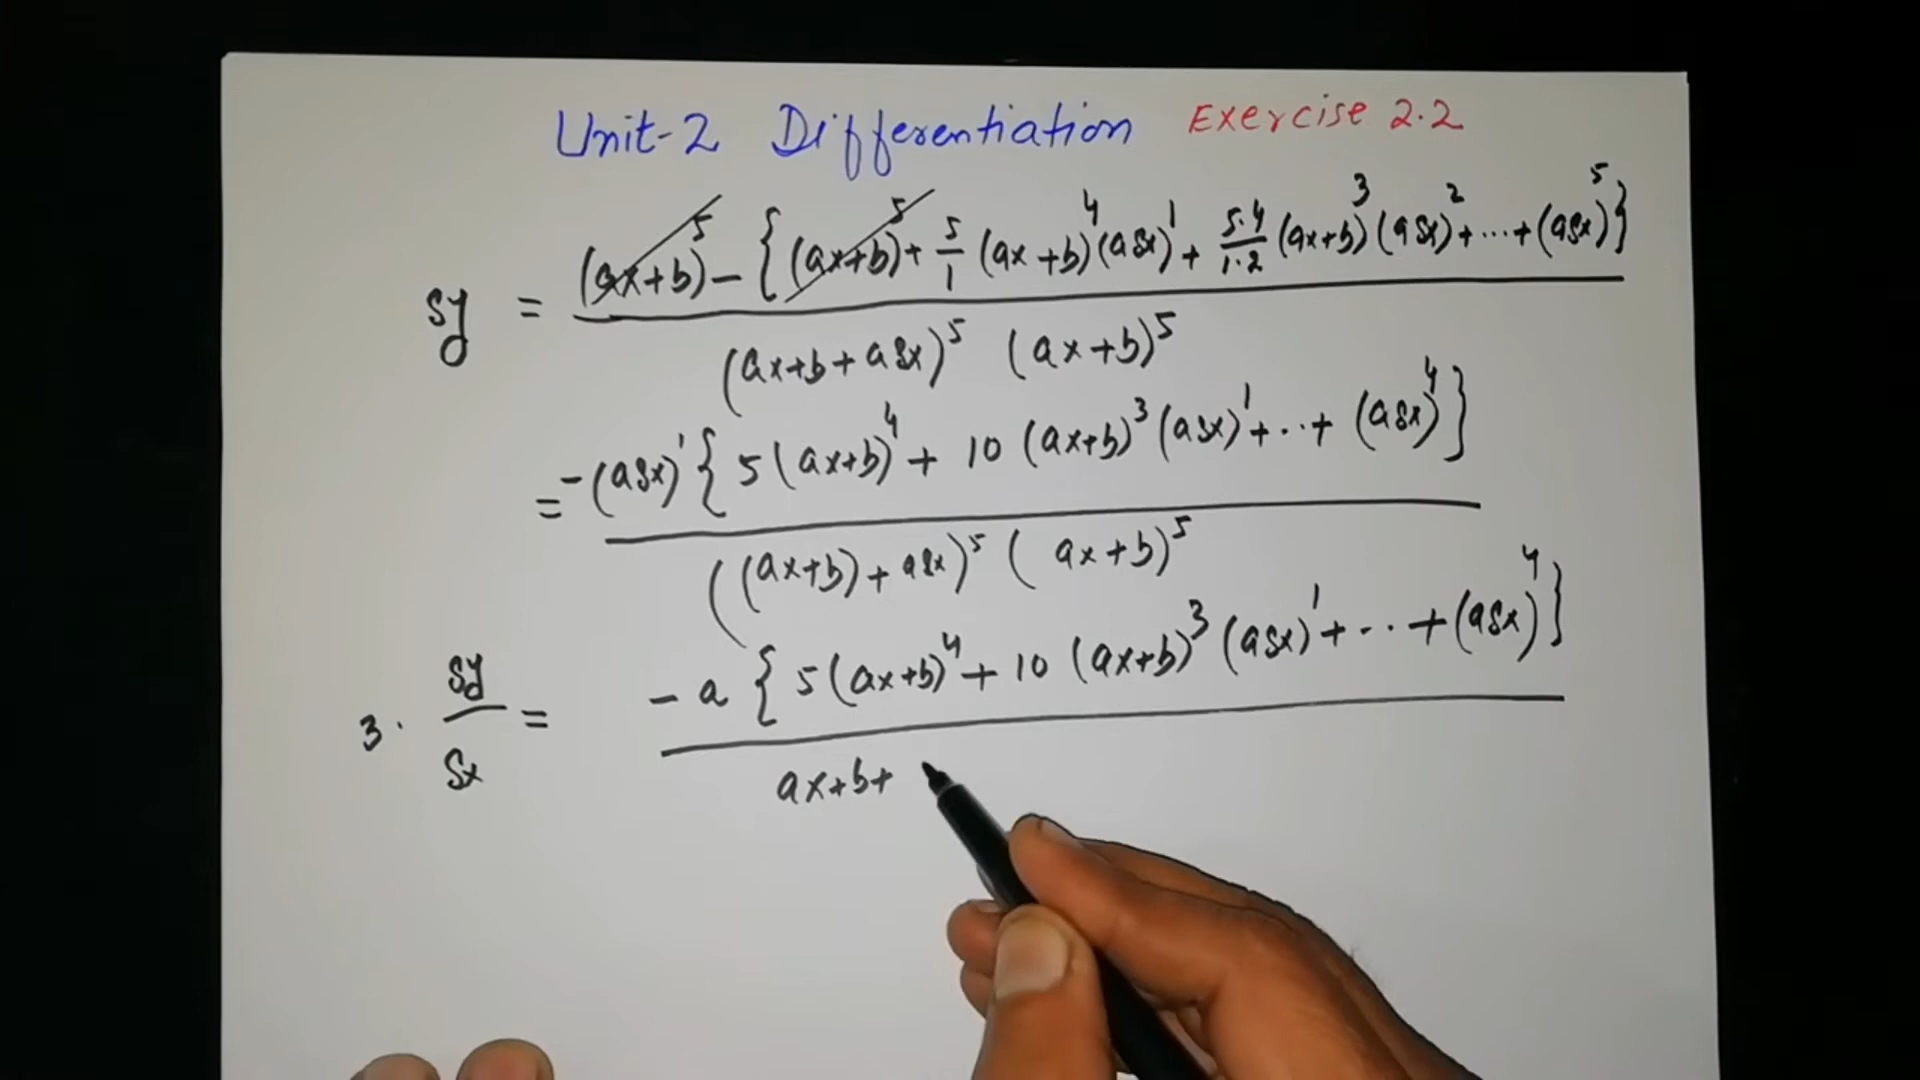 Unit-2 Differentiation Exercise 2.2
δy = (ax+b)⁵ - {(ax+b)⁵ + 5/1 (ax+b)⁴(aδx)¹ + 5.4/1.2 (ax+b)³(aδx)² + ... + (aδx)⁵}
(ax+b+aδx)⁵ (ax+b)⁵
= -(aδx)¹{5(ax+b)⁴ + 10 (ax+b)³(aδx)¹ + .. + (aδx)⁴}
((ax+b)+aδx)⁵ (ax+b)⁵
3. δy/δx = -a {5(ax+b)⁴ + 10 (ax+b)³(aδx)¹ + ... + (aδx)⁴}
ax+b+